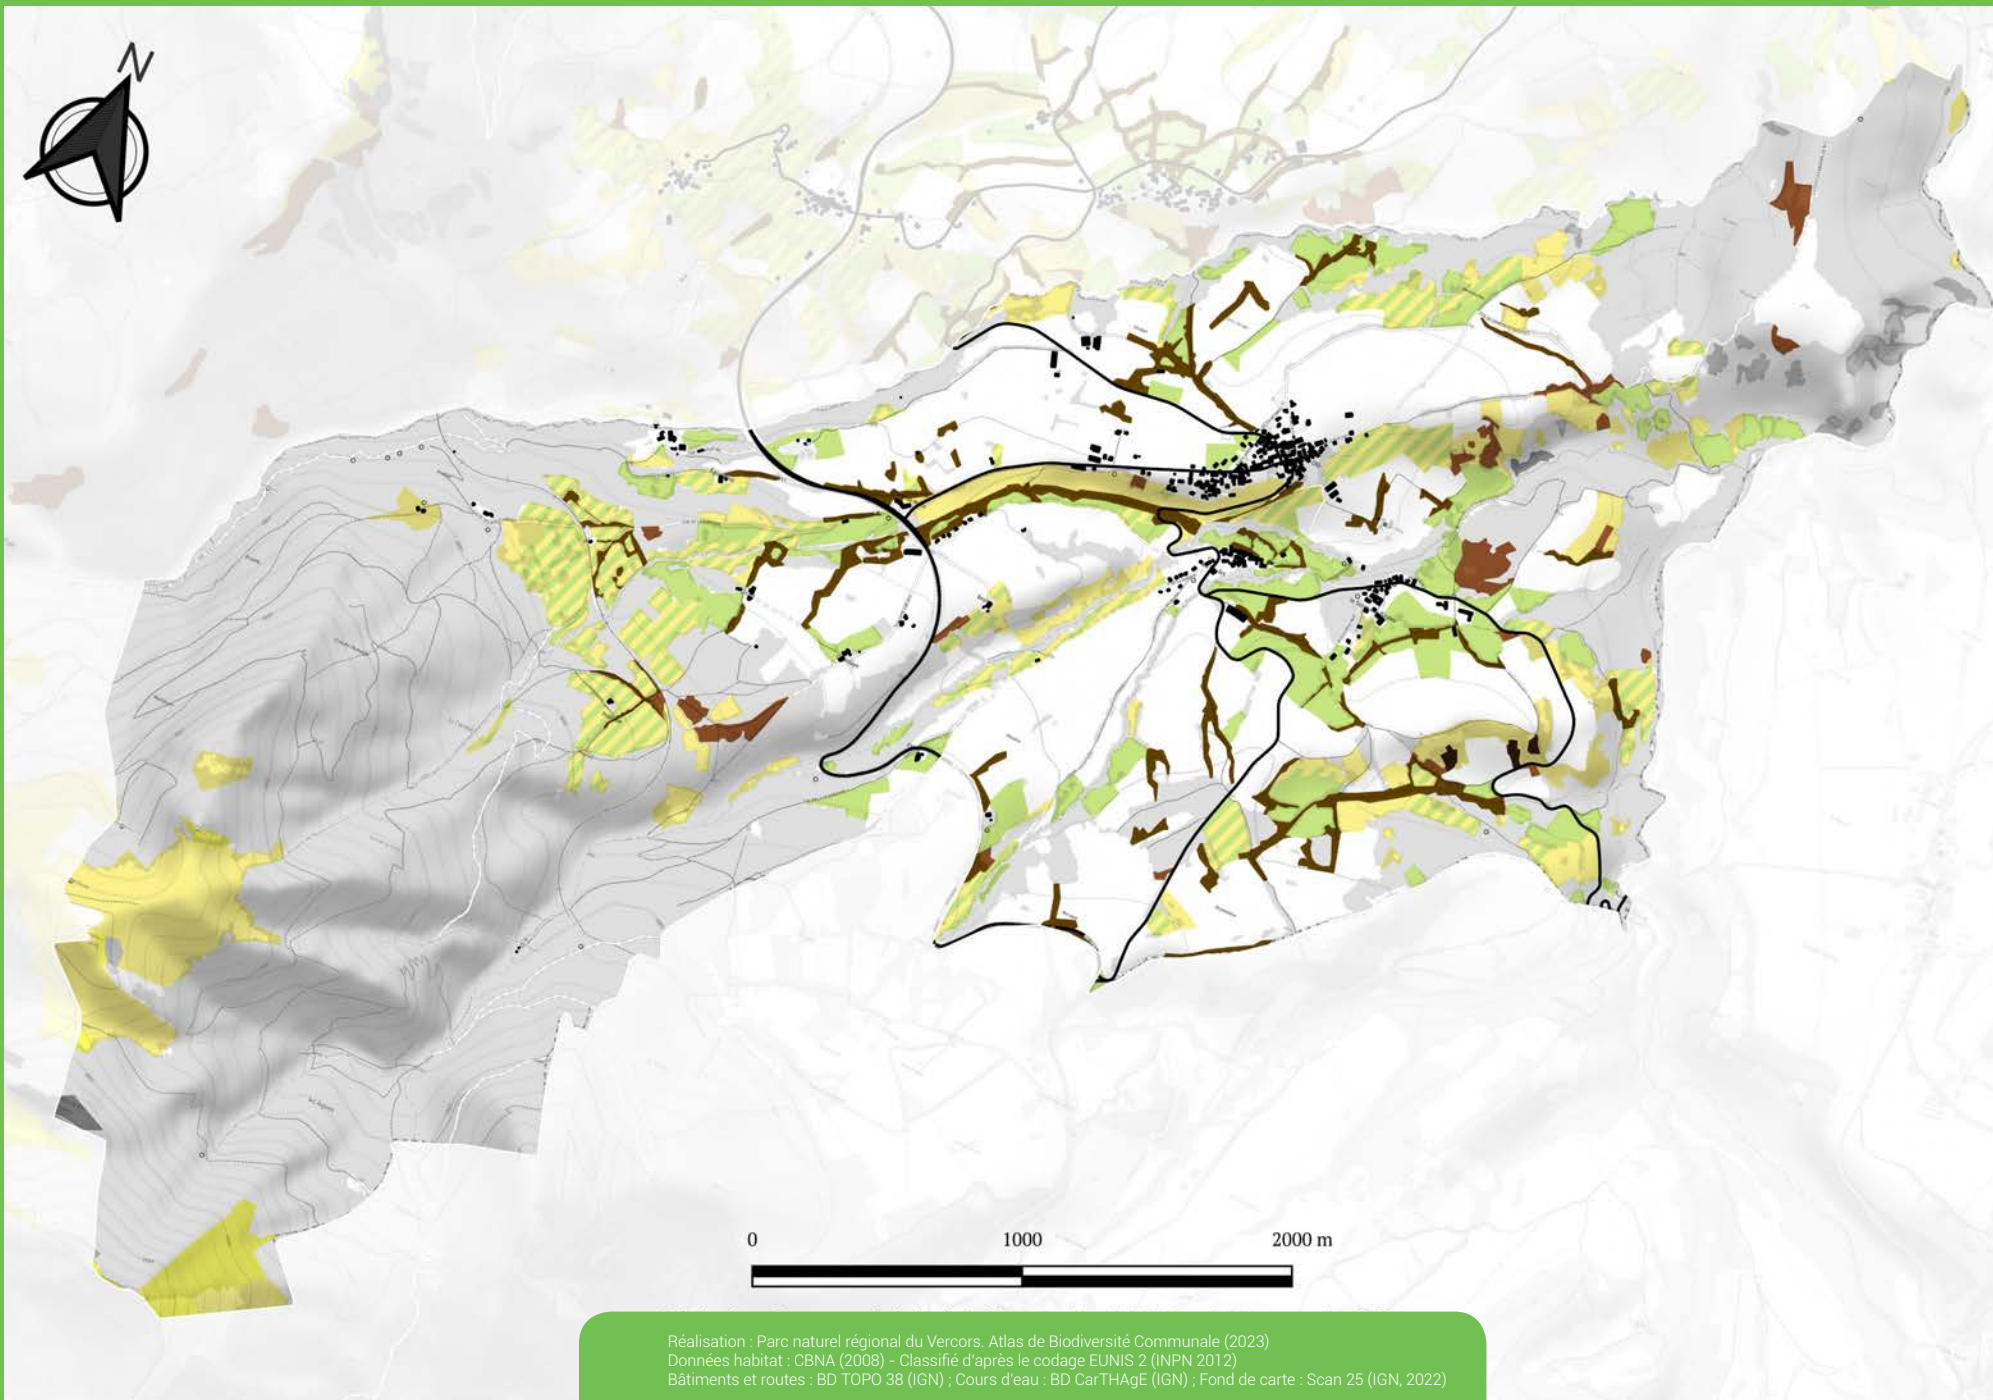 N
0 1000 2000 m
Réalisation : Parc naturel régional du Vercors. Atlas de Biodiversité Communale (2023)
Données habitat : CBNA (2008) - Classifié d'après le codage EUNIS 2 (INPN 2012)
Bâtiments et routes : BD TOPO 38 (IGN) ; Cours d'eau : BD CarTHAgE (IGN) ; Fond de carte : Scan 25 (IGN, 2022)